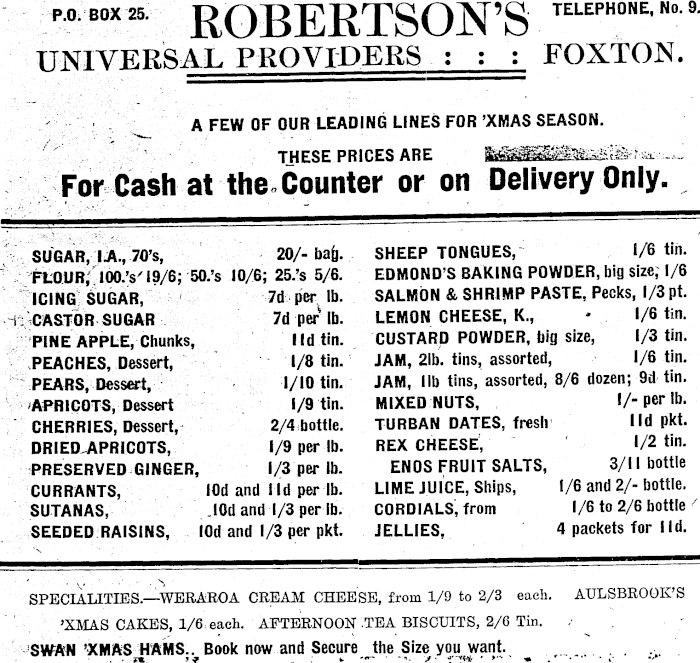 P.O. BOX 25. ROBERTSON'S TELEPHONE, No. 9.
UNIVERSAL PROVIDERS : : : FOXTON.
A FEW OF OUR LEADING LINES FOR 'XMAS SEASON.
THESE PRICES ARE
For Cash at the Counter or on Delivery Only.
SUGAR, I.A., 70's, 20/- bag.
FLOUR, 100.'s 19/6; 50.'s 10/6; 25.'s 5/6.
ICING SUGAR, 7d per lb.
CASTOR SUGAR 7d per lb.
PINE APPLE, Chunks, 11d tin.
PEACHES, Dessert, 1/8 tin.
PEARS, Dessert, 1/10 tin.
APRICOTS, Dessert 1/9 tin.
CHERRIES, Dessert, 2/4 bottle.
DRIED APRICOTS, 1/9 per lb.
PRESERVED GINGER, 1/3 per lb.
CURRANTS, 10d and 11d per lb.
SUTANAS, 10d and 1/3 per lb.
SEEDED RAISINS, 10d and 1/3 per pkt.
SHEEP TONGUES, 1/6 tin.
EDMOND'S BAKING POWDER, big size, 1/6
SALMON & SHRIMP PASTE, Pecks, 1/3 pt.
LEMON CHEESE, K., 1/6 tin.
CUSTARD POWDER, big size, 1/3 tin.
JAM, 2lb. tins, assorted, 1/6 tin.
JAM, 1lb tins, assorted, 8/6 dozen; 9d tin.
MIXED NUTS, 1/- per lb.
TURBAN DATES, fresh 11d pkt.
REX CHEESE, 1/2 tin.
ENOS FRUIT SALTS, 3/11 bottle
LIME JUICE, Ships, 1/6 and 2/- bottle.
CORDIALS, from 1/6 to 2/6 bottle
JELLIES, 4 packets for 11d.
SPECIALITIES.—WERAROA CREAM CHEESE, from 1/9 to 2/3 each. AULSBROOK'S
'XMAS CAKES, 1/6 each. AFTERNOON TEA BISCUITS, 2/6 Tin.
SWAN 'XMAS HAMS. Book now and Secure the Size you want.